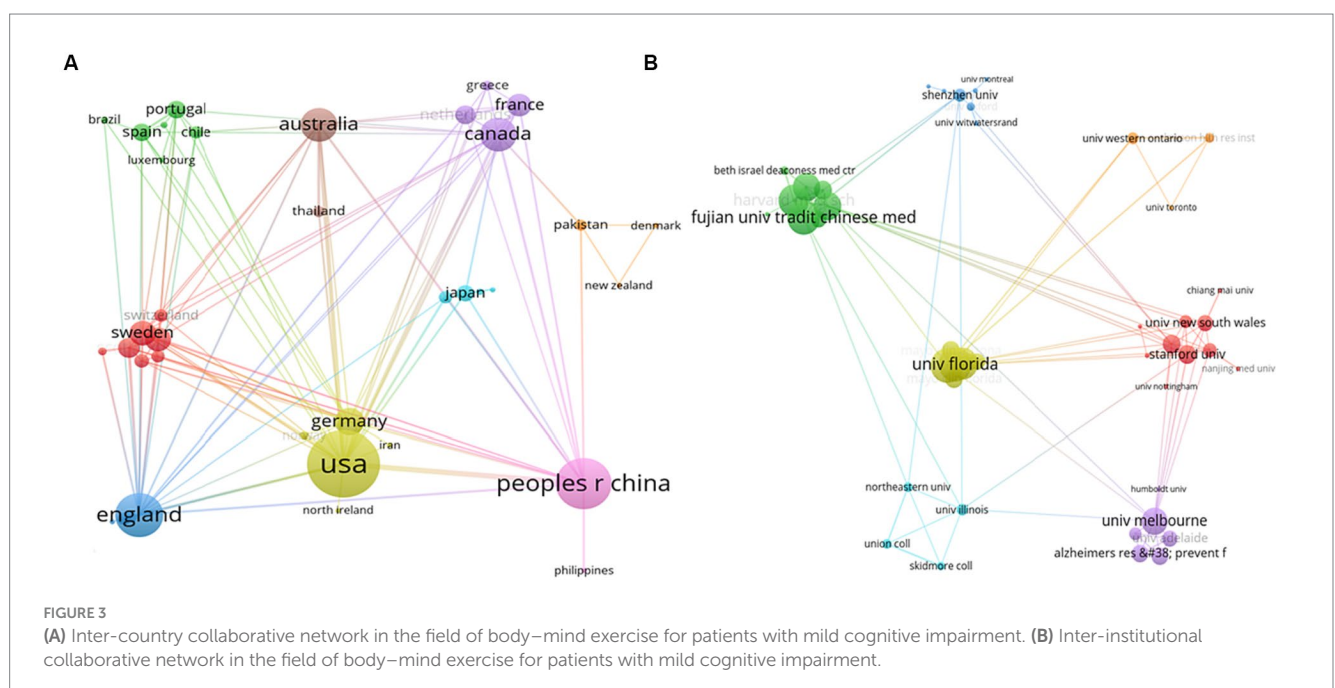 A
B
greece
france
netherlands
canada
portugal
brazil
spain
chile
luxembourg
australia
thailand
pakistan
denmark
new zealand
japan
switzerland
sweden
germany
norway
iran
usa
peoples r china
england
north ireland
philippines
univ montreal
shenzhen univ
univ witwatersrand
univ western ontario
univ toronto
beth israel deaconess med ctr
harvard med sch
fujian univ tradit chinese med
chiang mai univ
univ new south wales
stanford univ
nanjing med univ
univ nottingham
univ florida
northeastern univ
univ illinois
union coll
skidmore coll
humboldt univ
univ melbourne
univ adelaide
alzheimers res &#38; prevent f
FIGURE 3
(A) Inter-country collaborative network in the field of body–mind exercise for patients with mild cognitive impairment. (B) Inter-institutional
collaborative network in the field of body–mind exercise for patients with mild cognitive impairment.